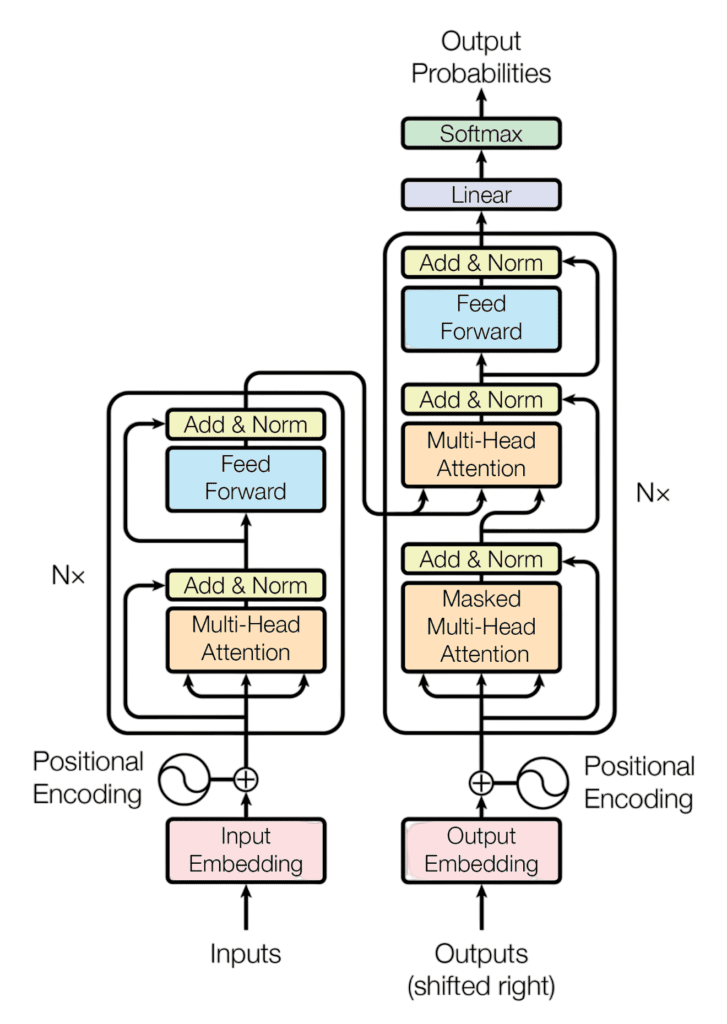 Output
Probabilities
Softmax
Linear
Add & Norm
Feed
Forward
Add & Norm
Multi-Head
Attention
Nx
Add & Norm
Masked
Multi-Head
Attention
Add & Norm
Feed
Forward
Nx
Add & Norm
Multi-Head
Attention
Positional
Encoding
Positional
Encoding
Input
Embedding
Output
Embedding
Inputs
Outputs
(shifted right)